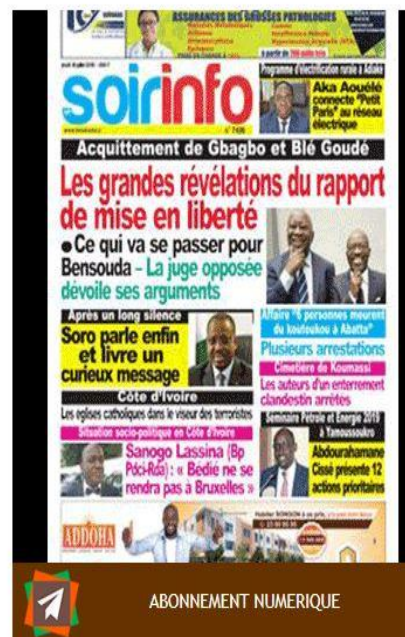 ASSURANCES DES GROSSES PATHOLOGIES
Programme d'électrification rurale à Adiaké
Aka Aouélé
connecte "Petit
Paris" au réseau
électrique
soirinfo
Acquittement de Gbagbo et Blé Goudé
Les grandes révélations du rapport
de mise en liberté
● Ce qui va se passer pour
Bensouda – La juge opposée
dévoile ses arguments
Après un long silence
Soro parle enfin
et livre un
curieux message
Affaire "6 personnes meurent
du koutoukou à Abatta"
Plusieurs arrestations
Cimetière de Koumassi
Les auteurs d'un enterrement
clandestin arrêtés
Côte d'Ivoire
Les eglises catholiques dans le viseur des terroristes
Situation socio-politique en Côte d'Ivoire
Sanogo Lassina (Bp
Pdci-Rda) : « Bédié ne se
rendra pas à Bruxelles »
Seminaire Pétrole et Energie 2019
à Yamoussoukro
Abdourahamane
Cissé présente 12
actions prioritaires
ADDOHA
ABONNEMENT NUMERIQUE